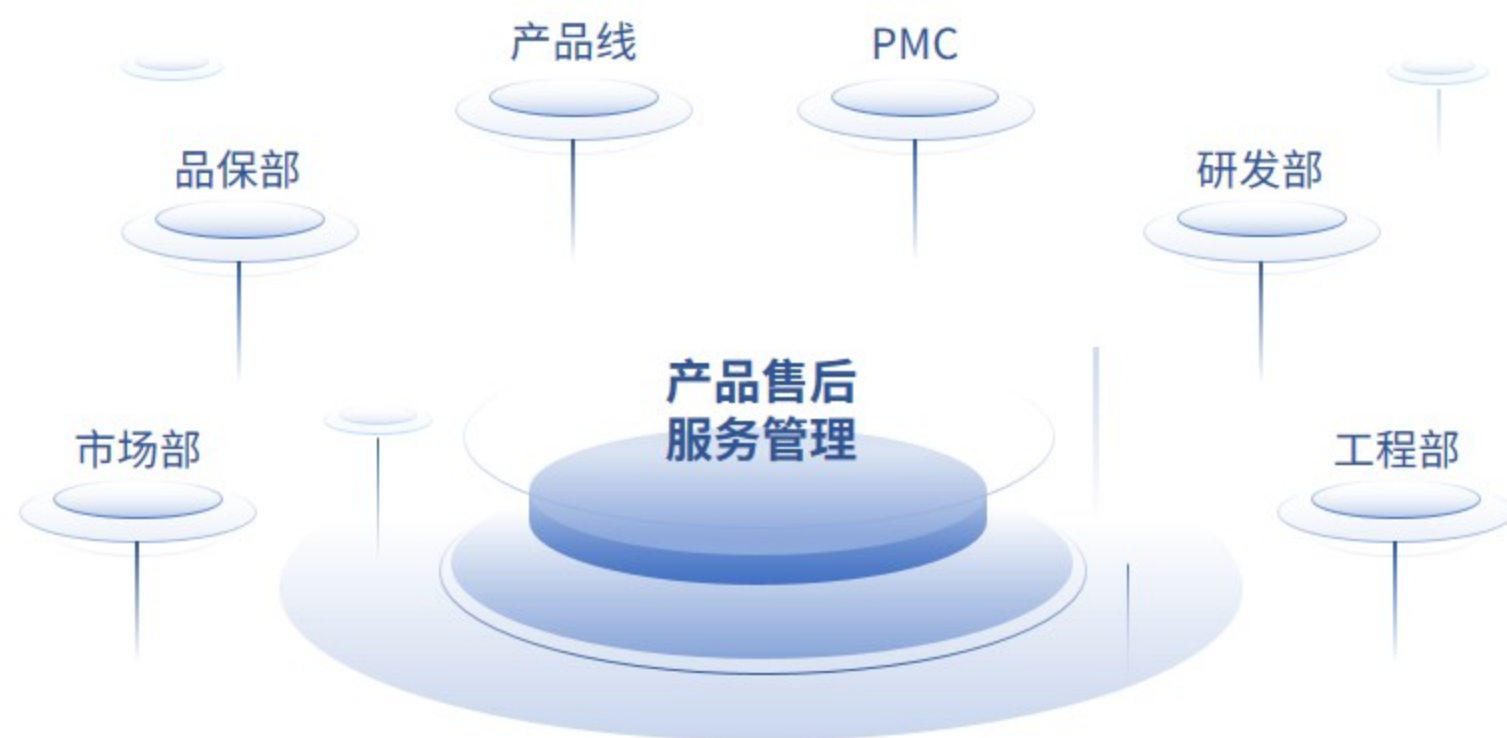 产品线
PMC
品保部
研发部
产品售后
服务管理
市场部
工程部